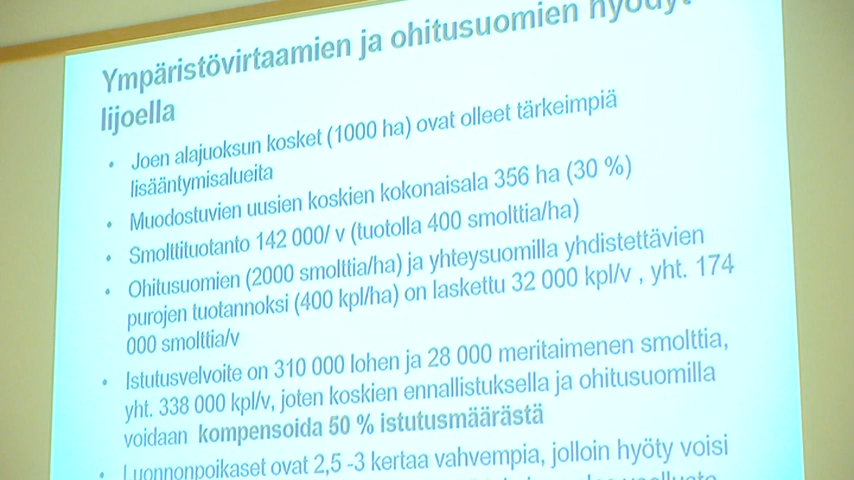 Ympäristövirtaamien ja ohitusuomien hyödyt
Iijoella
• Joen alajuoksun kosket (1000 ha) ovat olleet tärkeimpiä
lisääntymisalueita
• Muodostuvien uusien koskien kokonaisala 356 ha (30 %)
• Smolttituotanto 142 000/ v (tuotolla 400 smolttia/ha)
• Ohitusuomien (2000 smolttia/ha) ja yhteysuomilla yhdistettävien
purojen tuotannoksi (400 kpl/ha) on laskettu 32 000 kpl/v , yht. 174
000 smolttia/v
• Istutusvelvoite on 310 000 lohen ja 28 000 meritaimenen smolttia,
yht. 338 000 kpl/v, joten koskien ennallistuksella ja ohitusuomilla
voidaan kompensoida 50 % istutusmäärästä
• Luonnonpoikaset ovat 2,5 -3 kertaa vahvempia, jolloin hyöty voisi